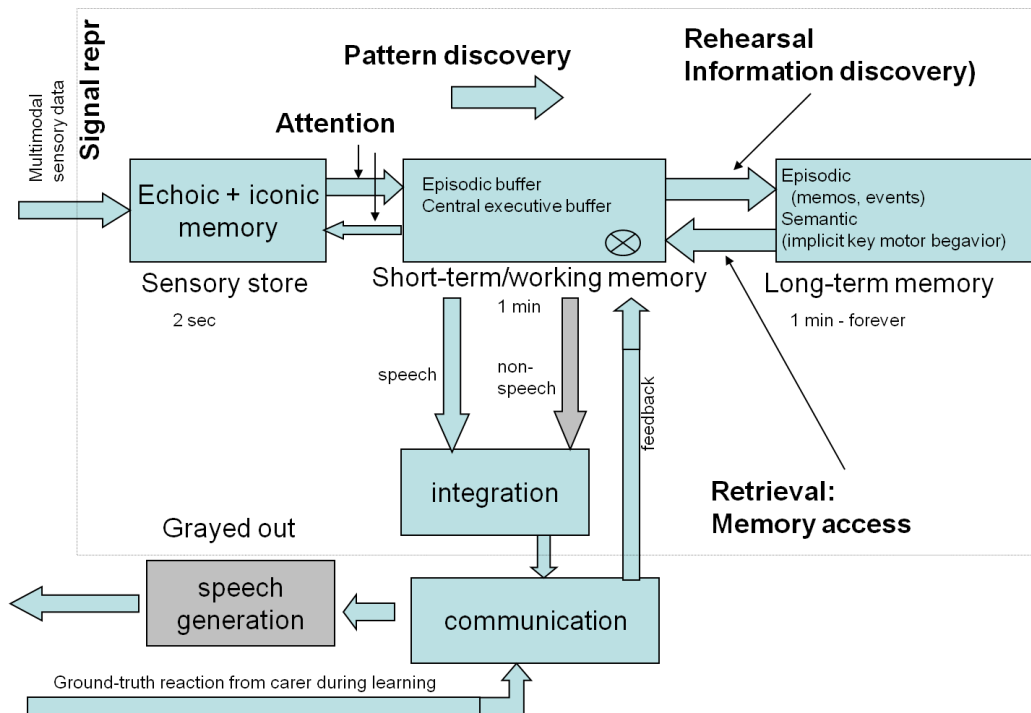 Signal repr
Multimodal
sensory data
Pattern discovery
Rehearsal
Information discovery)
Attention
Echoic + iconic
memory
Episodic buffer
Central executive buffer
Episodic
(memos, events)
Semantic
(implicit key motor begavior)
Sensory store
Short-term/working memory
Long-term memory
2 sec
1 min
1 min - forever
speech
non-
speech
feedback
integration
Retrieval:
Memory access
Grayed out
speech
generation
communication
Ground-truth reaction from carer during learning